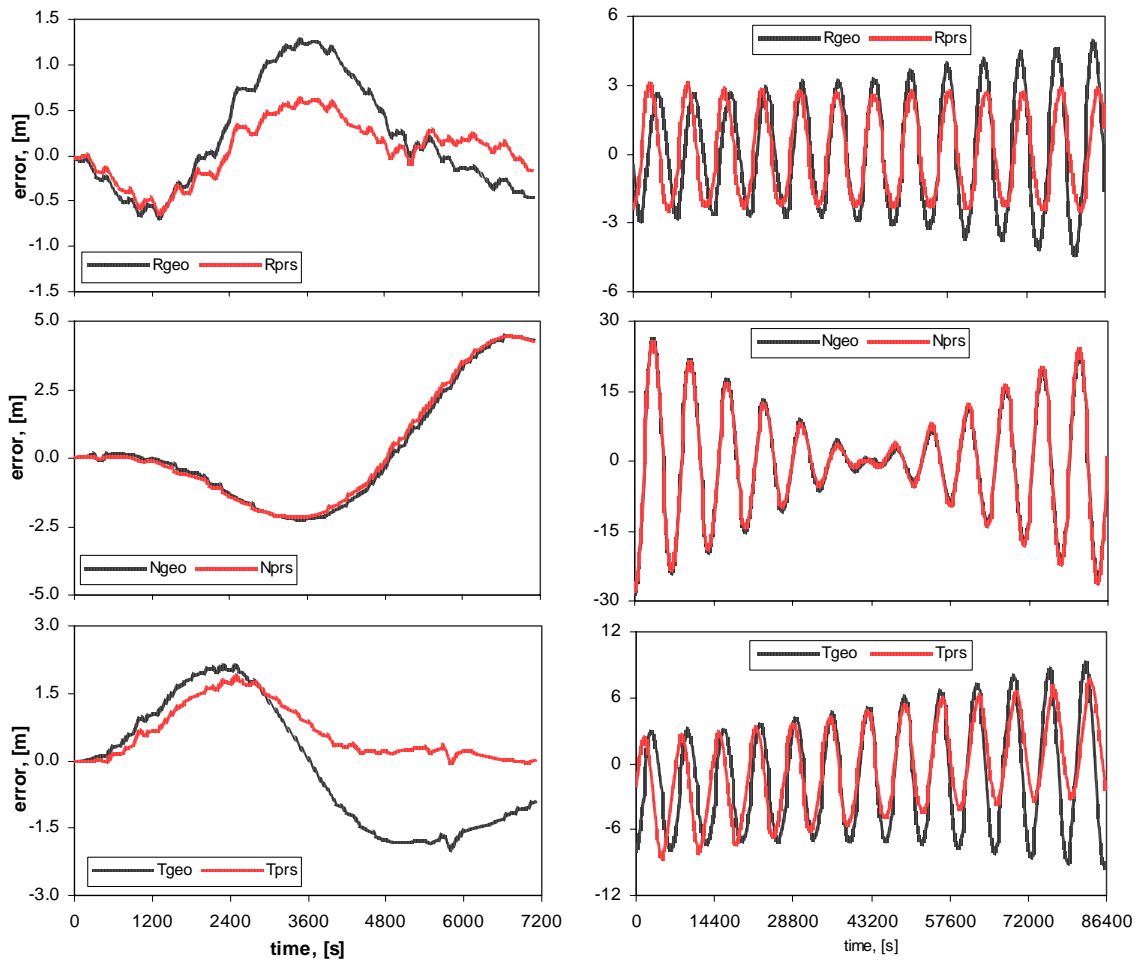 1.5
1.0
0.5
0.0
-0.5
-1.0
-1.5
error, [m]
Rgeo Rprs
6
3
0
-3
-6
Rgeo Rprs
5.0
2.5
0.0
-2.5
-5.0
error, [m]
Ngeo Nprs
30
15
0
-15
-30
Ngeo Nprs
3.0
1.5
0.0
-1.5
-3.0
error, [m]
Tgeo Tprs
0 1200 2400 3600 4800 6000 7200
time, [s]
12
6
0
-6
-12
Tgeo Tprs
0 14400 28800 43200 57600 72000 86400
time, [s]